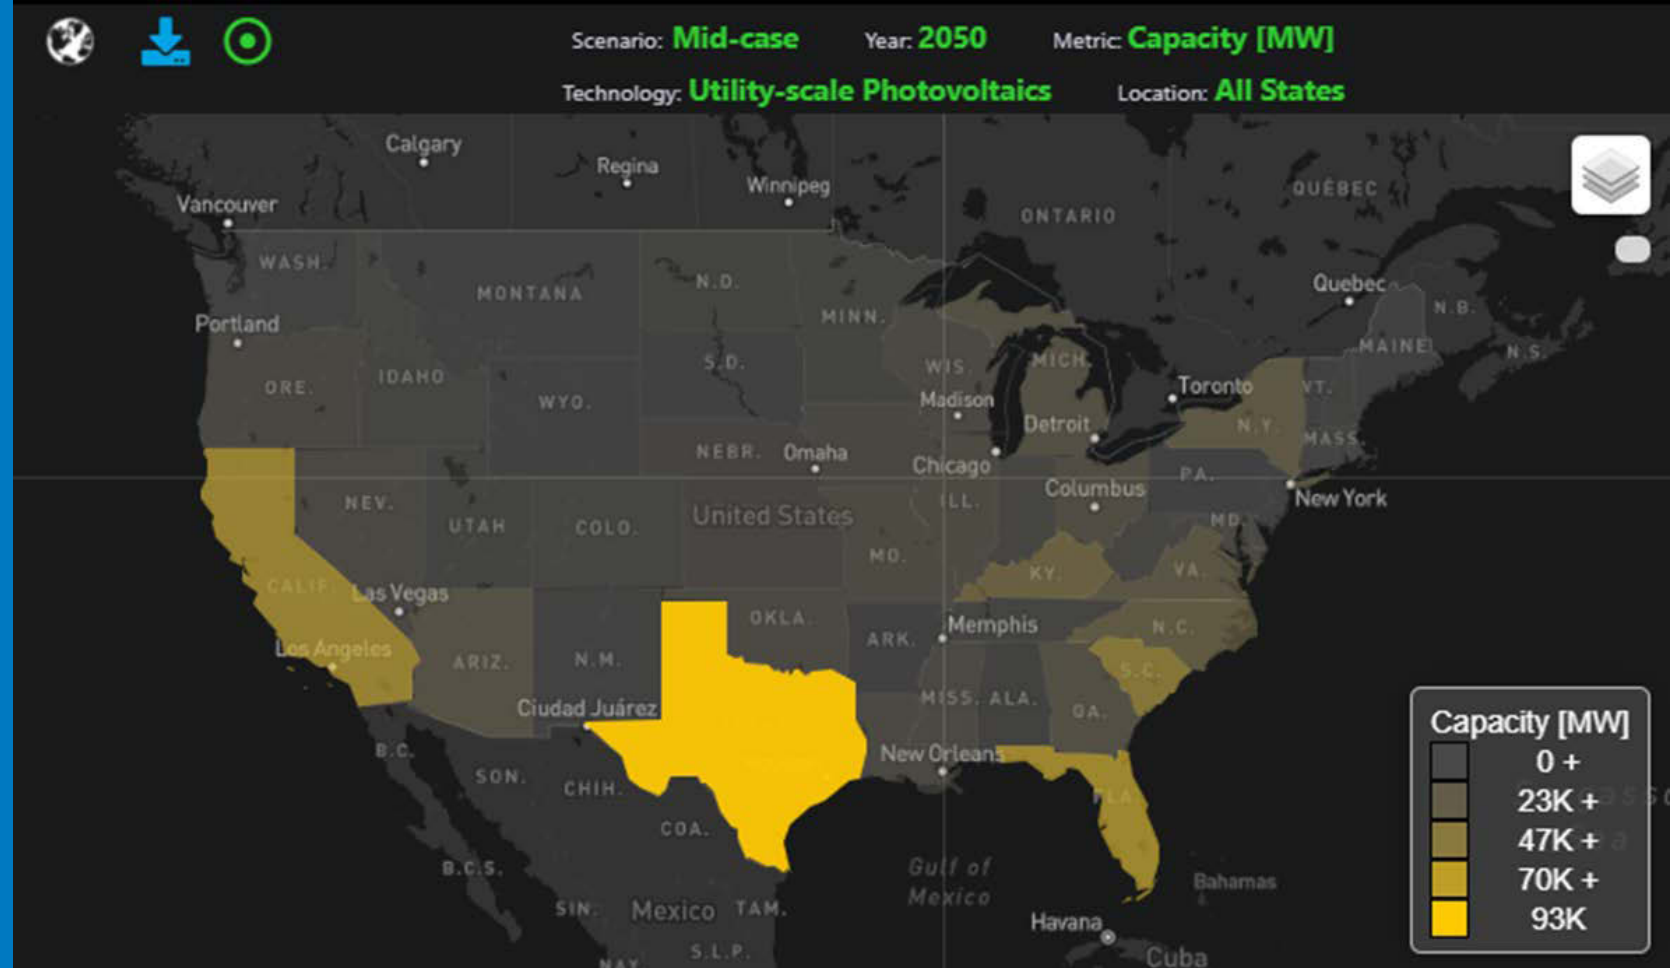 Scenario: Mid-case Year: 2050 Metric: Capacity [MW]
Technology: Utility-scale Photovoltaics Location: All States
Calgary
Regina
Winnipeg
QUÉBEC
Vancouver
ONTARIO
WASH.
MONTANA
N.D.
Quebec
N.B.
Portland
MINN.
MAINE
N.S.
ORE.
IDAHO
S.D.
WIS.
MICH.
Toronto
VT.
WYO.
Madison
Detroit
N.Y.
MASS.
NEBR.
Omaha
Chicago
PA.
Columbus
New York
NEV.
UTAH
COLO.
United States
ILL.
MD.
MO.
KY.
VA.
CALIF.
Las Vegas
OKLA.
ARK.
Memphis
N.C.
Los Angeles
ARIZ.
N.M.
S.C.
Ciudad Juárez
MISS.
ALA.
GA.
B.C.
SON.
CHIH.
New Orleans
FLA
COA.
B.C.S.
Gulf of
Mexico
Bahamas
SIN.
Mexico
TAM.
Havana
S.L.P.
Cuba
NAY.
Capacity [MW]
0 +
23K +
47K +
70K +
93K